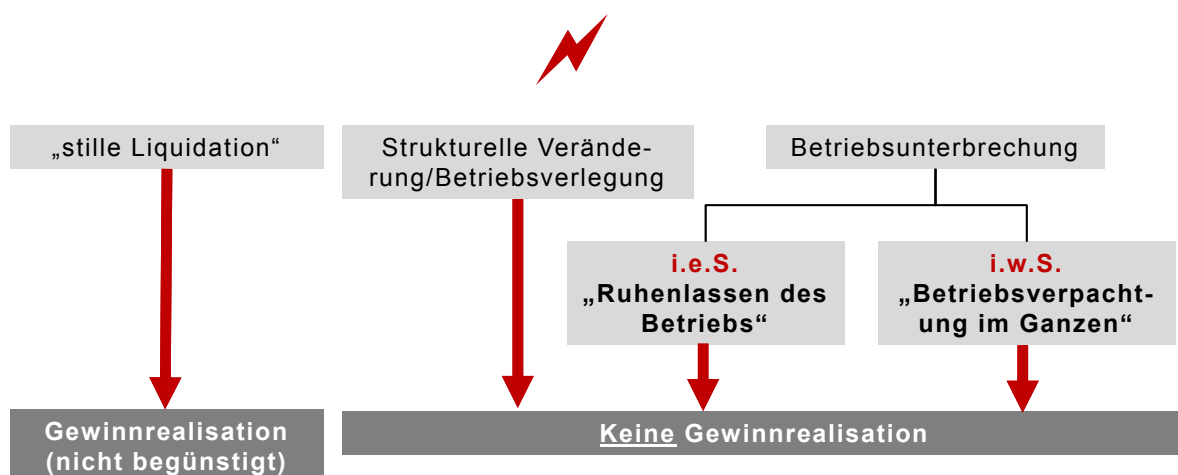 „stille Liquidation“
Strukturelle Verände-
rung/Betriebsverlegung
Betriebsunterbrechung
i.e.S.
„Ruhenlassen des
Betriebs“
i.w.S.
„Betriebsverpacht-
ung im Ganzen“
Gewinnrealisation
(nicht begünstigt)
Keine Gewinnrealisation